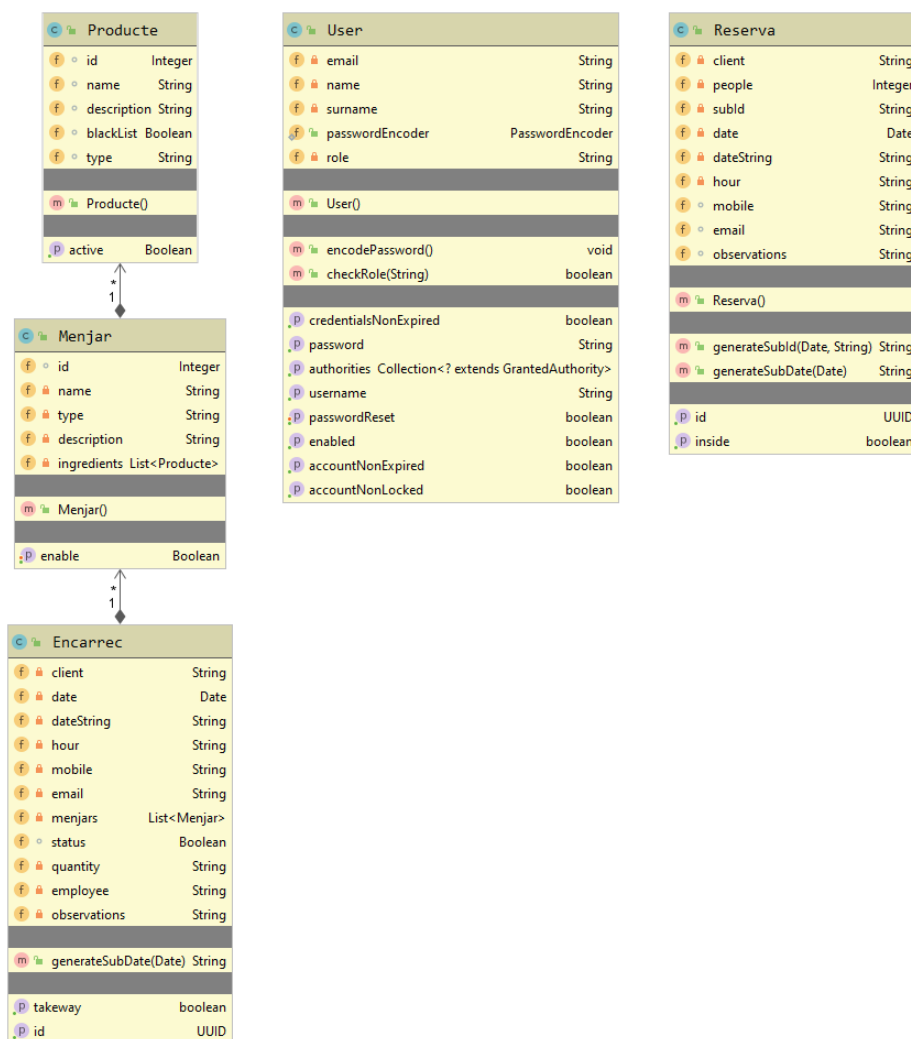 Producte
id Integer
name String
description String
blackList Boolean
type String
Producte()
active Boolean
*
1
Menjar
id Integer
name String
type String
description String
ingredients List<Producte>
Menjar()
enable Boolean
*
1
Encarrec
client String
date Date
dateString String
hour String
mobile String
email String
menjars List<Menjar>
status Boolean
quantity String
employee String
observations String
generateSubDate(Date) String
takeway boolean
id UUID
User
email String
name String
surname String
passwordEncoder PasswordEncoder
role String
User()
encodePassword() void
checkRole(String) boolean
credentialsNonExpired boolean
password String
authorities Collection<? extends GrantedAuthority>
username String
passwordReset boolean
enabled boolean
accountNonExpired boolean
accountNonLocked boolean
Reserva
client String
people Integer
subId String
date Date
dateString String
hour String
mobile String
email String
observations String
Reserva()
generateSubId(Date, String) String
generateSubDate(Date) String
id UUID
inside boolean